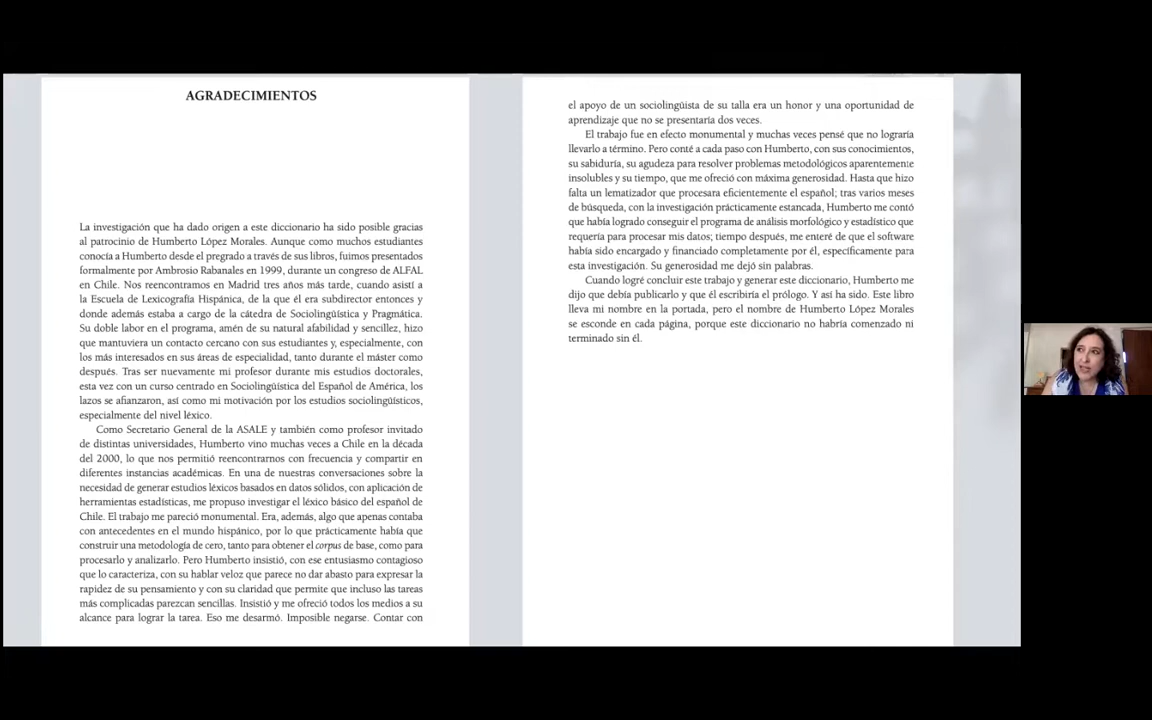 AGRADECIMIENTOS
La investigación que ha dado origen a este diccionario ha sido posible gracias
al patrocinio de Humberto López Morales. Aunque como muchos estudiantes
conocía a Humberto desde el pregrado a través de sus libros, fuimos presentados
formalmente por Ambrosio Rabanales en 1999, durante un congreso de ALFAL
en Chile. Nos reencontramos en Madrid tres años más tarde, cuando asistí a
la Escuela de Lexicografía Hispánica, de la que él era subdirector entonces y
donde además estaba a cargo de la cátedra de Sociolingüística y Pragmática.
Su doble labor en el programa, amén de su natural afabilidad y sencillez, hizo
que mantuviera un contacto cercano con sus estudiantes y, especialmente, con
los más interesados en sus áreas de especialidad, tanto durante el máster como
después. Tras ser nuevamente mi profesor durante mis estudios doctorales,
esta vez con un curso centrado en Sociolingüística del Español de América, los
lazos se afianzaron, así como mi motivación por los estudios sociolingüísticos,
especialmente del nivel léxico.
Como Secretario General de la ASALE y también como profesor invitado
de distintas universidades, Humberto vino muchas veces a Chile en la década
del 2000, lo que nos permitió reencontrarnos con frecuencia y compartir en
diferentes instancias académicas. En una de nuestras conversaciones sobre la
necesidad de generar estudios léxicos basados en datos sólidos, con aplicación de
herramientas estadísticas, me propuso investigar el léxico básico del español de
Chile. El trabajo me pareció monumental. Era, además, algo que apenas contaba
con antecedentes en el mundo hispánico, por lo que prácticamente había que
construir una metodología de cero, tanto para obtener el corpus de base, como para
procesarlo y analizarlo. Pero Humberto insistió, con ese entusiasmo contagioso
que lo caracteriza, con su hablar veloz que parece no dar abasto para expresar la
rapidez de su pensamiento y con su claridad que permite que incluso las tareas
más complicadas parezcan sencillas. Insistió y me ofreció todos los medios a su
alcance para lograr la tarea. Eso me desarmó. Imposible negarse. Contar con
el apoyo de un sociolingüista de su talla era un honor y una oportunidad de
aprendizaje que no se presentaría dos veces.
El trabajo fue en efecto monumental y muchas veces pensé que no lograría
llevarlo a término. Pero conté a cada paso con Humberto, con sus conocimientos,
su sabiduría, su agudeza para resolver problemas metodológicos aparentemente
insolubles y su tiempo, que me ofreció con máxima generosidad. Hasta que hizo
falta un lematizador que procesara eficientemente el español; tras varios meses
de búsqueda, con la investigación prácticamente estancada, Humberto me contó
que había logrado conseguir el programa de análisis morfológico y estadístico que
requería para procesar mis datos; tiempo después, me enteré de que el software
había sido encargado y financiado completamente por él, específicamente para
esta investigación. Su generosidad me dejó sin palabras.
Cuando logré concluir este trabajo y generar este diccionario, Humberto me
dijo que debía publicarlo y que él escribiría el prólogo. Y así ha sido. Este libro
lleva mi nombre en la portada, pero el nombre de Humberto López Morales
se esconde en cada página, porque este diccionario no habría comenzado ni
terminado sin él.